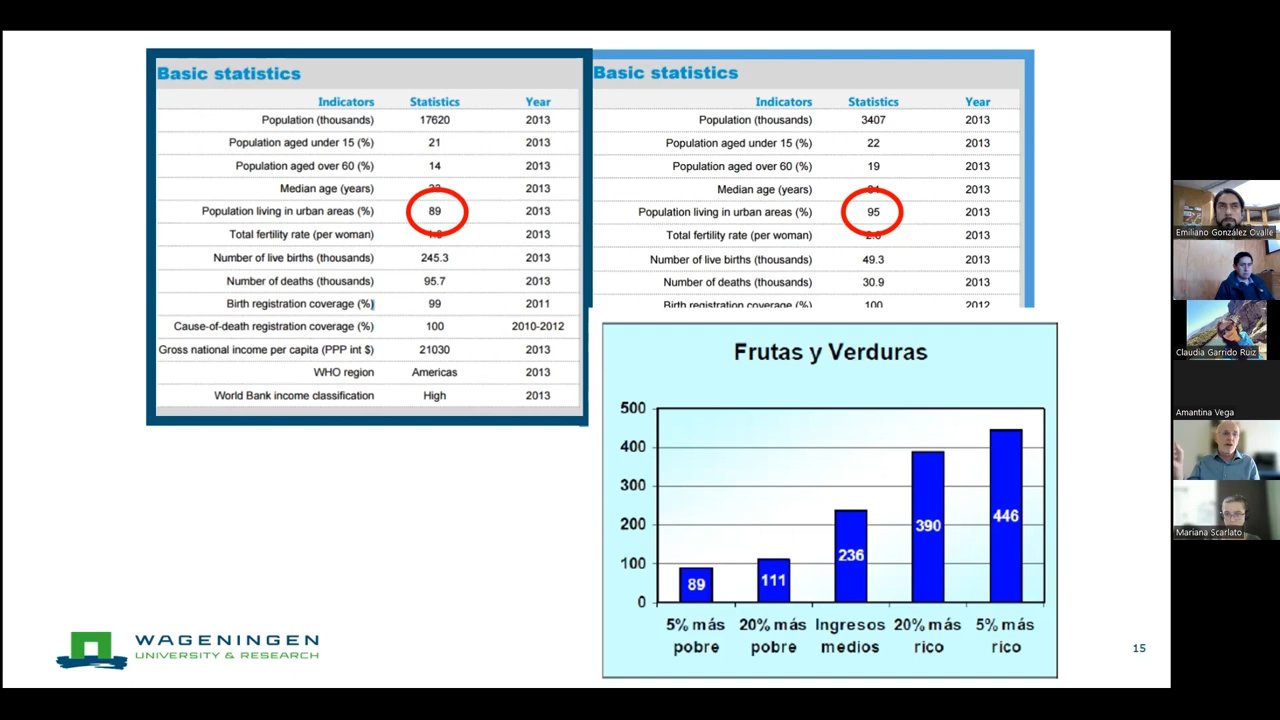 Basic statistics
Indicators Statistics Year
Population (thousands) 17620 2013
Population aged under 15 (%) 21 2013
Population aged over 60 (%) 14 2013
Median age (years) 2013
Population living in urban areas (%) 89 2013
Total fertility rate (per woman) 2013
Number of live births (thousands) 245.3 2013
Number of deaths (thousands) 95.7 2013
Birth registration coverage (%) 99 2011
Cause-of-death registration coverage (%) 100 2010-2012
Gross national income per capita (PPP int $) 21030 2013
WHO region Americas 2013
World Bank income classification High 2013
Basic statistics
Indicators Statistics Year
Population (thousands) 3407 2013
Population aged under 15 (%) 22 2013
Population aged over 60 (%) 19 2013
Median age (years) 2013
Population living in urban areas (%) 95 2013
Total fertility rate (per woman) 2013
Number of live births (thousands) 49.3 2013
Number of deaths (thousands) 30.9 2013
Birth registration coverage (%) 100 2012
Frutas y Verduras
500
400
300
200
100
0
89
111
236
390
446
5% más pobre
20% más pobre
Ingresos medios
20% más rico
5% más rico
WAGENINGEN
UNIVERSITY & RESEARCH
15
Emiliano González Ovalle
Claudia Garrido Ruiz
Amantina Vega
Mariana Scarlato